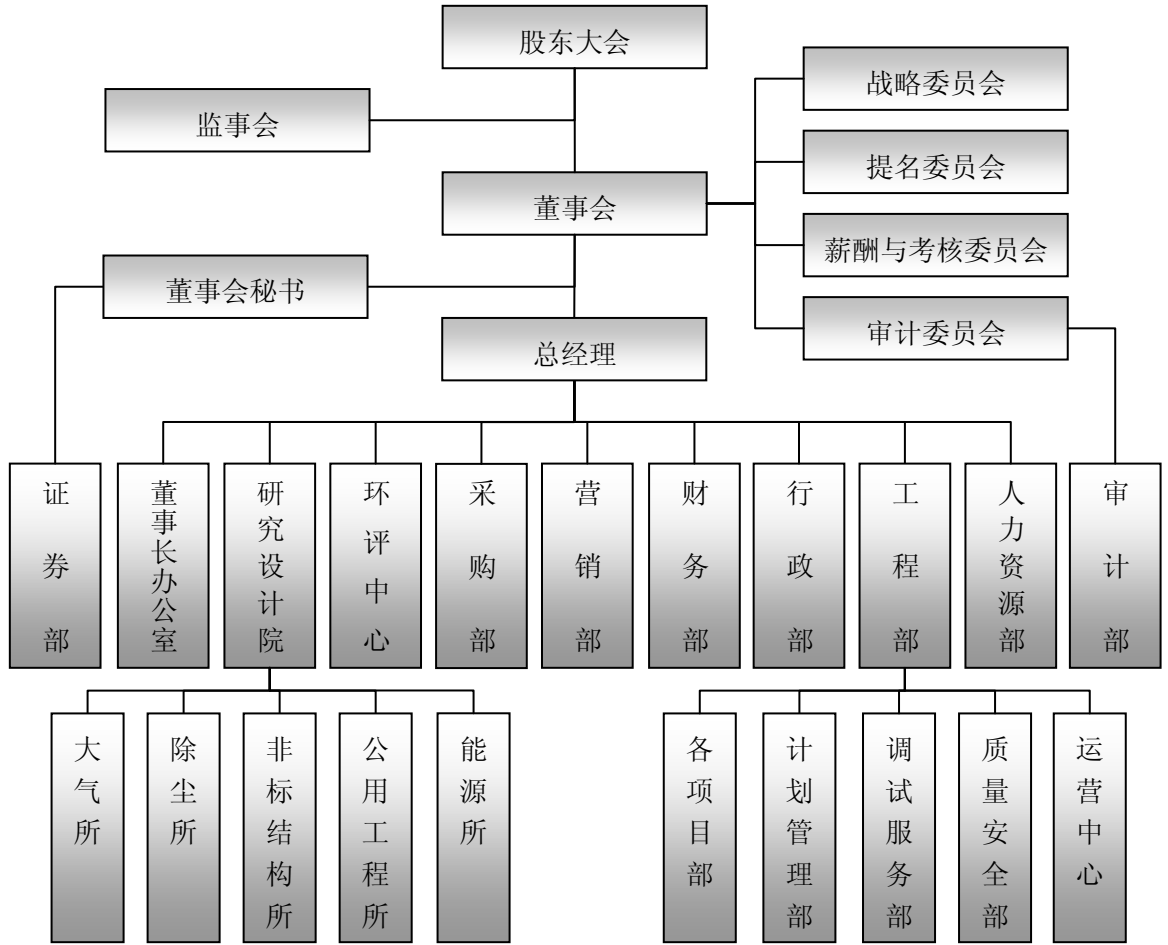 股东大会
战略委员会
监事会
提名委员会
董事会
薪酬与考核委员会
董事会秘书
审计委员会
总经理
证券部
董事长办公室
研究设计院
环评中心
采购部
营销部
财务部
行政部
工程部
人力资源部
审计部
大气所
除尘所
非标结构所
公用工程所
能源所
各项目部
计划管理部
调试服务部
质量安全部
运营中心